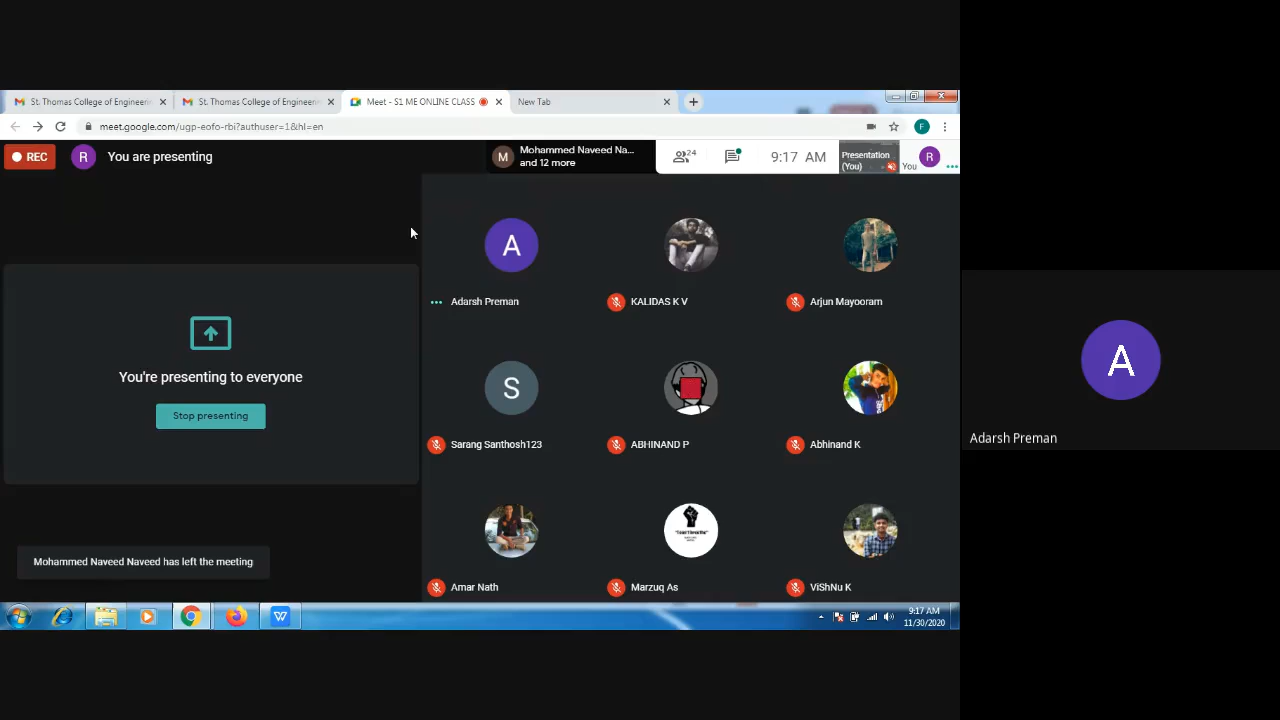 St. Thomas College of Engineerin
St. Thomas College of Engineerin
Meet - S1 ME ONLINE CLASS
New Tab
meet.google.com/ugp-eofo-rbi?authuser=1&hl=en
F
REC
R
You are presenting
M
Mohammed Naveed Na...
and 12 more
24
9:17 AM
Presentation
(You)
You
R
A
Adarsh Preman
KALIDAS K V
Arjun Mayooram
You're presenting to everyone
Stop presenting
S
Sarang Santhosh123
ABHINAND P
Abhinand K
Mohammed Naveed Naveed has left the meeting
Amar Nath
Marzuq As
ViShNu K
W
9:17 AM
11/30/2020
A
Adarsh Preman